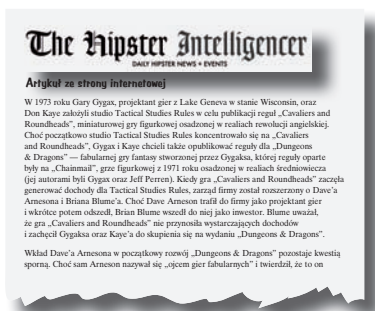 The Hipster Intelligencer
DAILY HIPSTER NEWS + EVENTS
Artykuł ze strony internetowej
W 1973 roku Gary Gygax, projektant gier z Lake Geneva w stanie Wisconsin, oraz
Don Kaye założyli studio Tactical Studies Rules w celu publikacji reguł „Cavaliers and
Roundheads”, miniaturowej gry figurkowej osadzonej w realiach rewolucji angielskiej.
Choć początkowo studio Tactical Studies Rules koncentrowało się na „Cavaliers
and Roundheads”, Gygax i Kaye chcieli także opublikować reguły dla „Dungeons
& Dragons” — fabularnej gry fantasy stworzonej przez Gygaksa, której reguły oparte
były na „Chainmail”, grze figurkowej z 1971 roku osadzonej w realiach średniowiecza
(jej autorami byli Gygax oraz Jeff Perren). Kiedy gra „Cavaliers and Roundheads” zaczęła
generować dochody dla Tactical Studies Rules, zarząd firmy został rozszerzony o Dave’a
Arnesona i Briana Blume’a. Choć Dave Arneson trafił do firmy jako projektant gier
i wkrótce potem odszedł, Brian Blume wszedł do niej jako inwestor. Blume uważał,
że gra „Cavaliers and Roundheads” nie przynosiła wystarczających dochodów
i zachęcił Gygaksa oraz Kaye’a do skupienia się na wydaniu „Dungeons & Dragons”.
Wkład Dave’a Arnesona w początkowy rozwój „Dungeons & Dragons” pozostaje kwestią
sporną. Choć sam Arneson nazywał się „ojcem gier fabularnych” i twierdził, że to on